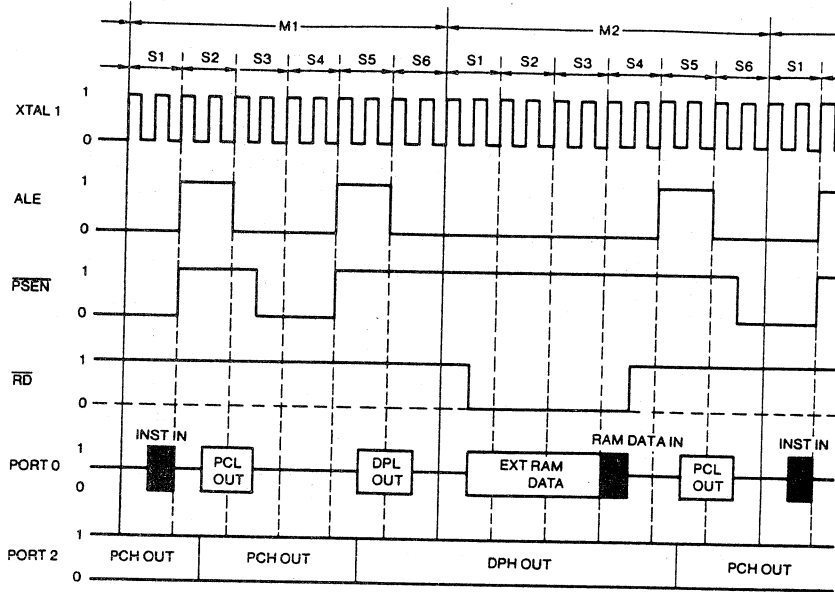 M1 M2
S1 S2 S3 S4 S5 S6 S1 S2 S3 S4 S5 S6 S1
XTAL 1 1 0
ALE 1 0
PSEN 1 0
RD 1 0
INST IN RAM DATA IN INST IN
PORT 0 1 0
PCL OUT
DPL OUT
EXT RAM DATA
PCL OUT
PORT 2 1 0
PCH OUT PCH OUT DPH OUT PCH OUT